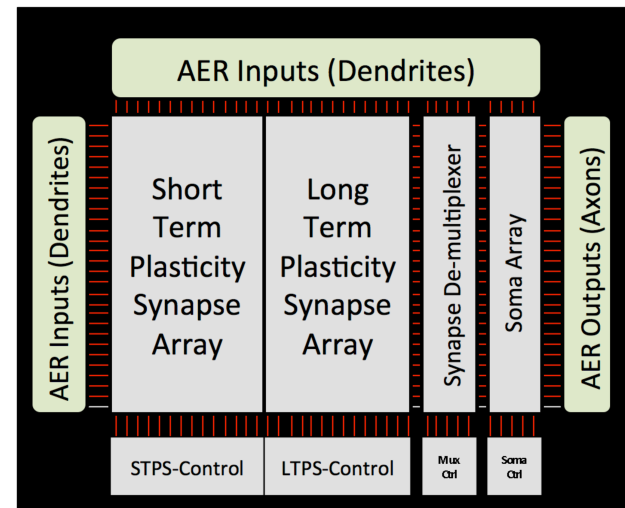 AER Inputs (Dendrites)
AER Inputs (Dendrites)
Short
Term
Plasticity
Synapse
Array
Long
Term
Plasticity
Synapse
Array
Synapse De-multiplexer
Soma Array
AER Outputs (Axons)
STPS-Control
LTPS-Control
Mux
Ctrl
Soma
Ctrl